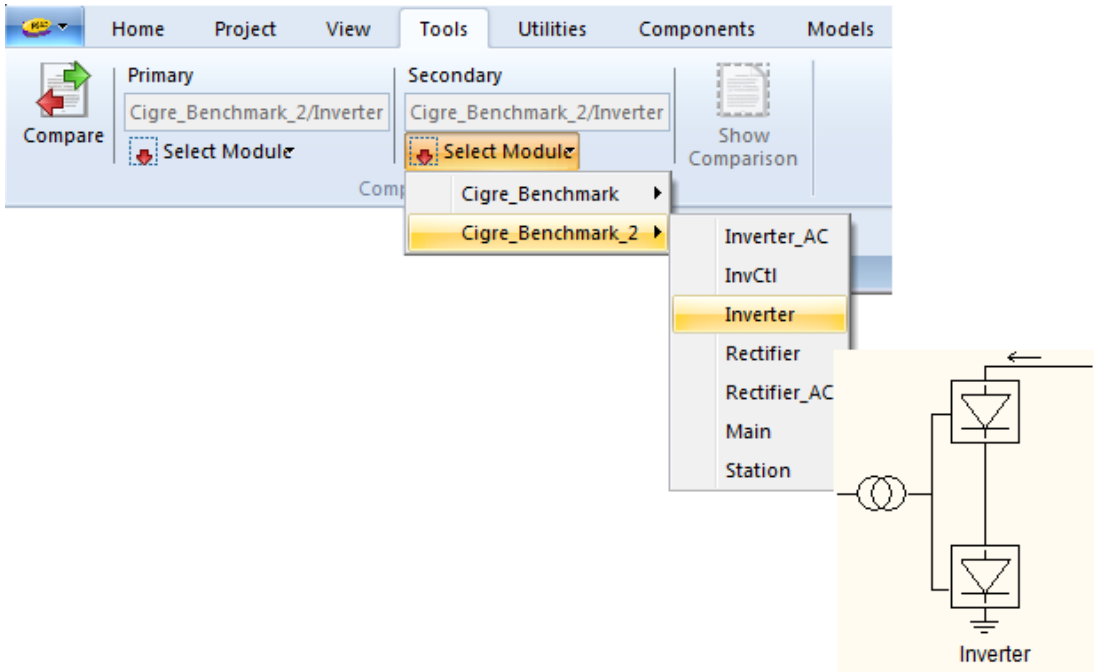 Home Project View Tools Utilities Components Models
Primary Secondary
Cigre_Benchmark_2/Inverter Cigre_Benchmark_2/Inverter
Compare Select Module Select Module Show
Comparison
Cigre_Benchmark
Cigre_Benchmark_2
Inverter_AC
InvCtl
Inverter
Rectifier
Rectifier_AC
Main
Station
Inverter